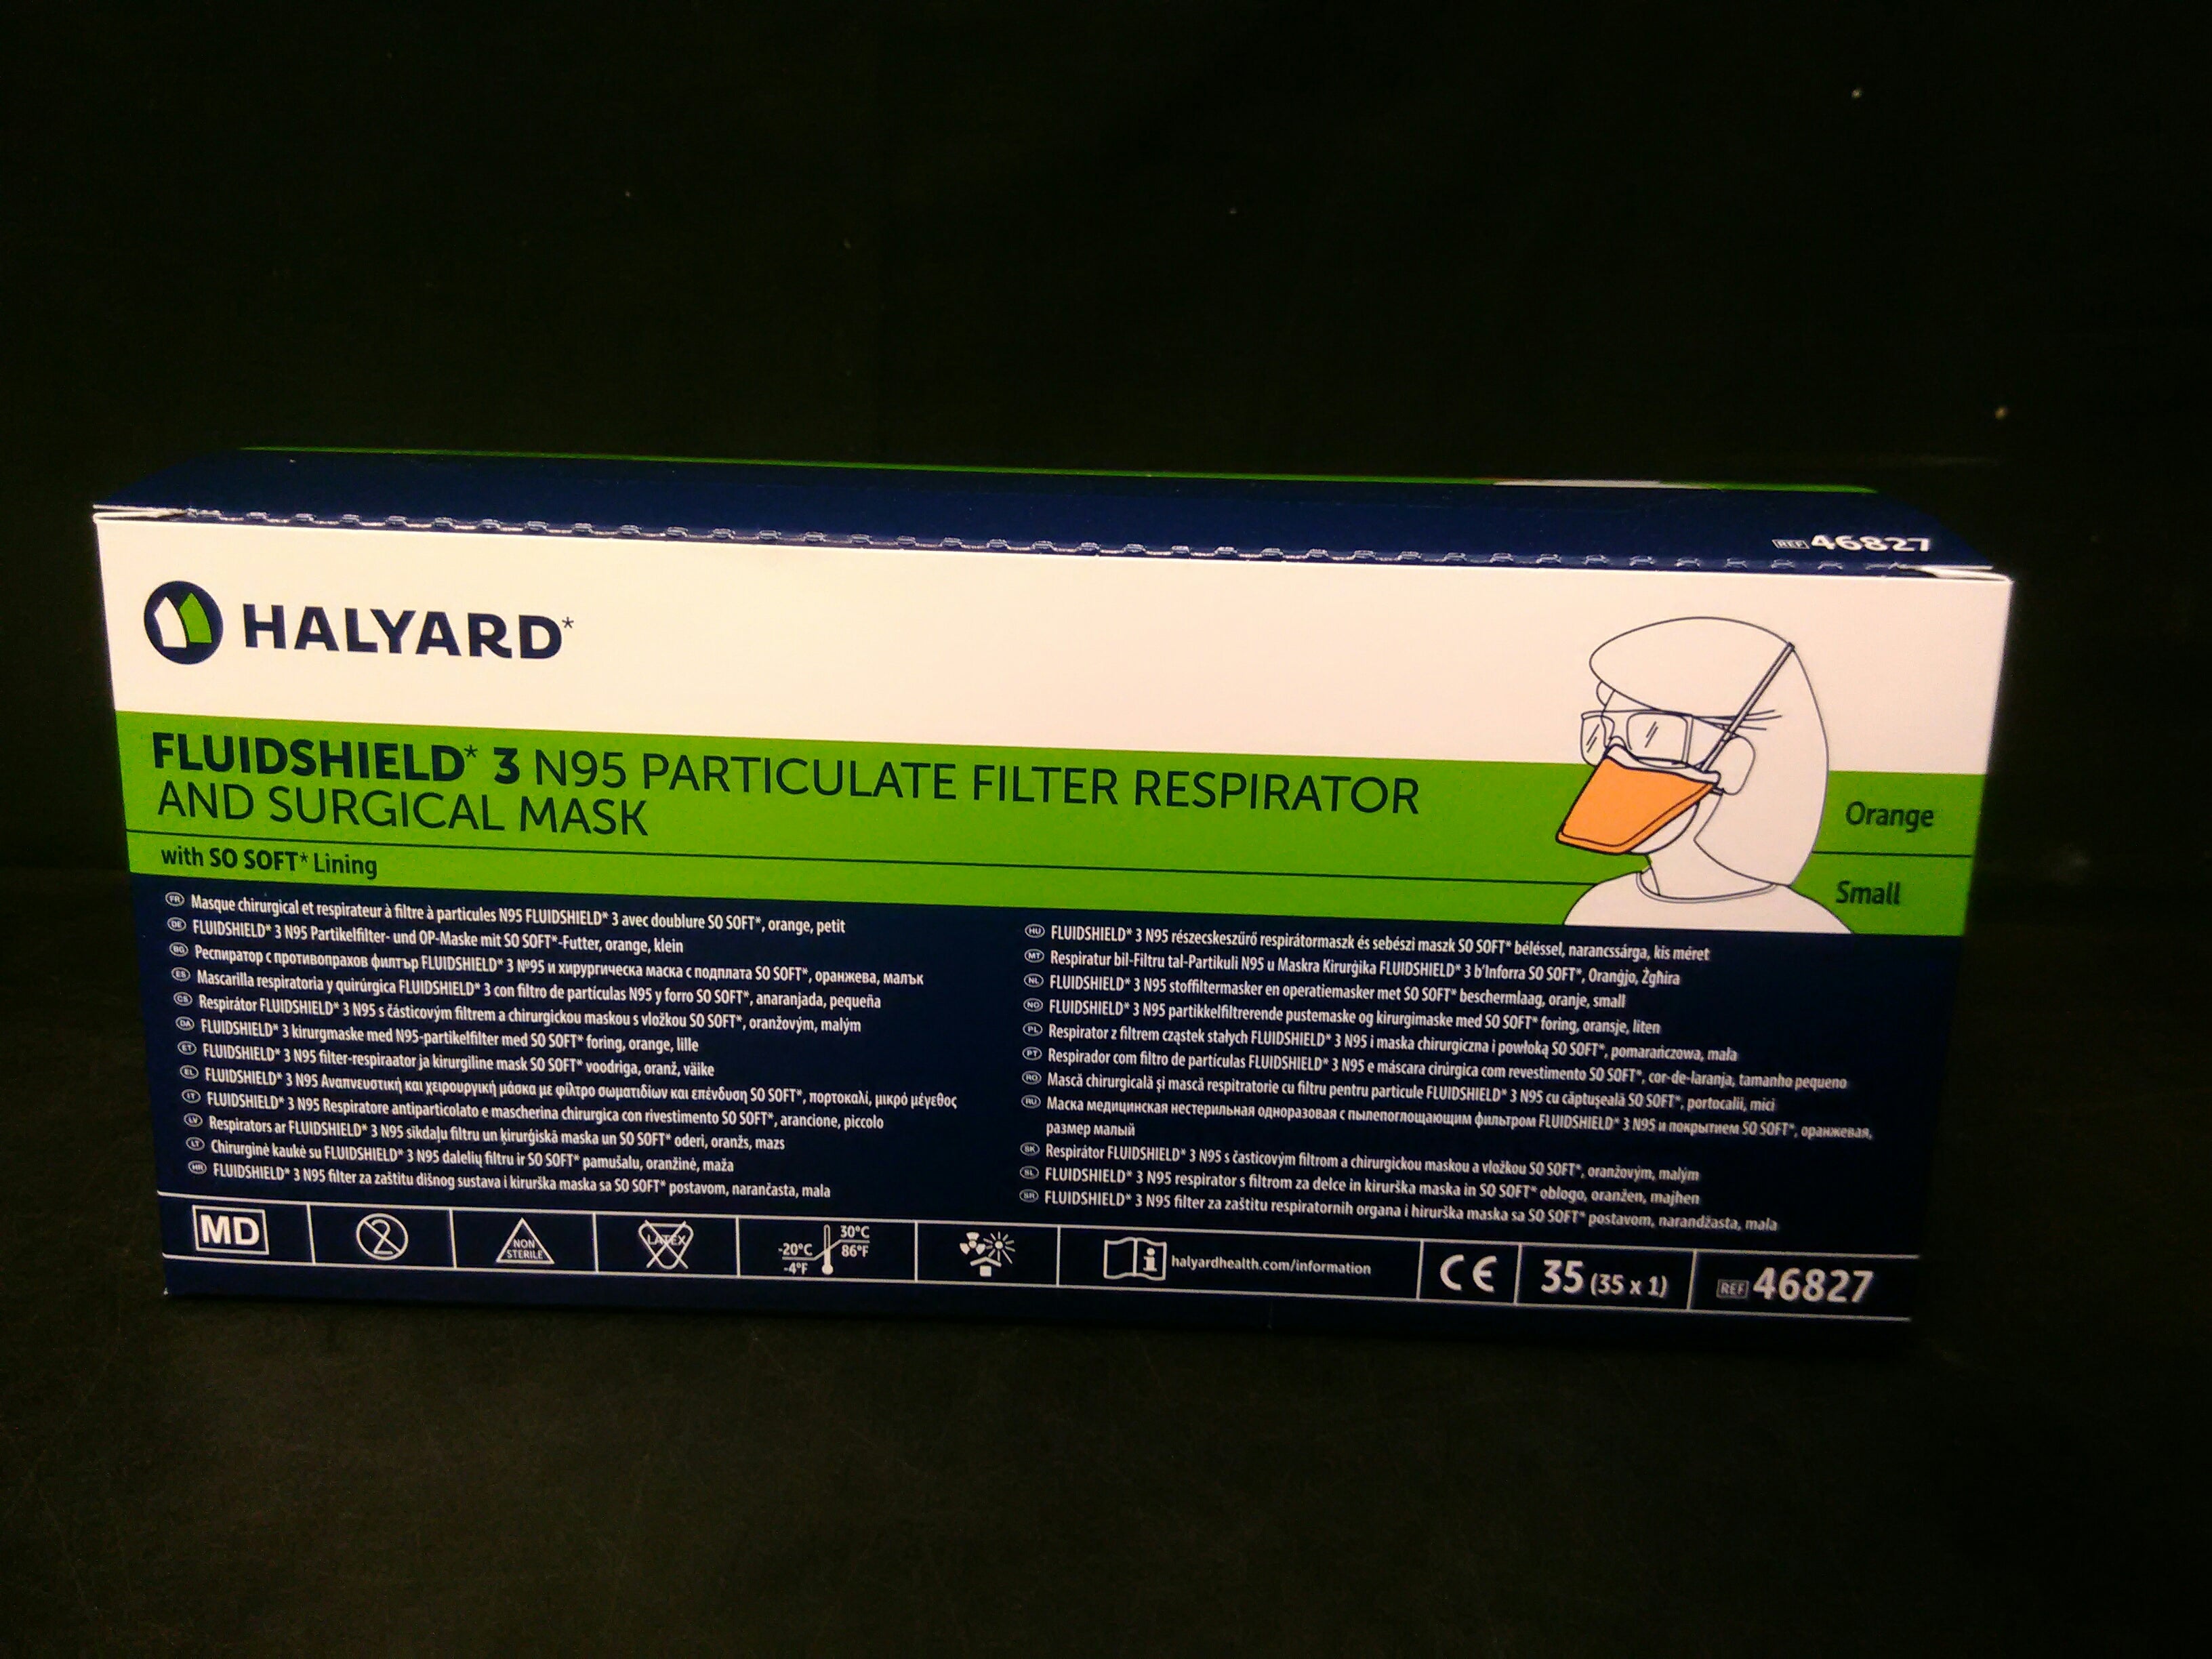 REF 46827
HALYARD*
FLUIDSHIELD* 3 N95 PARTICULATE FILTER RESPIRATOR
AND SURGICAL MASK
with SO SOFT* Lining
Orange
Small
FR Masque chirurgical et respirateur à filtre à particules N95 FLUIDSHIELD* 3 avec doublure SO SOFT*, orange, petit
DE FLUIDSHIELD* 3 N95 Partikelfilter- und OP-Maske mit SO SOFT*-Futter, orange, klein
BG Респиратор с противопрахов филтър FLUIDSHIELD* 3 Nº95 и хирургическа маска с подплата SO SOFT*, оранжева, малък
ES Mascarilla respiratoria y quirúrgica FLUIDSHIELD* 3 con filtro de partículas N95 y forro SO SOFT*, anaranjada, pequeña
CS Respirátor FLUIDSHIELD* 3 N95 s částicovým filtrem a chirurgickou maskou s vložkou SO SOFT*, oranžovým, malým
DA FLUIDSHIELD* 3 kirurgmaske med N95-partikelfilter med SO SOFT* foring, orange, lille
ET FLUIDSHIELD* 3 N95 filter-respiraator ja kirurgiline mask SO SOFT* voodriga, oranž, väike
EL FLUIDSHIELD* 3 N95 Αναπνευστική και χειρουργική μάσκα με φίλτρο σωματιδίων και επένδυση SO SOFT*, πορτοκαλί, μικρό μέγεθος
IT FLUIDSHIELD* 3 N95 Respiratore antiparticolato e mascherina chirurgica con rivestimento SO SOFT*, arancione, piccolo
LV Respirators ar FLUIDSHIELD* 3 N95 sīkdaļu filtru un ķirurģiskā maska un SO SOFT* oderi, oranžs, mazs
LT Chirurginė kaukė su FLUIDSHIELD* 3 N95 dalelių filtru ir SO SOFT* pamušalu, oranžinė, maža
HR FLUIDSHIELD* 3 N95 filter za zaštitu dišnog sustava i kirurška maska sa SO SOFT* postavom, narančasta, mala
HU FLUIDSHIELD* 3 N95 részecskeszűrő respirátormaszk és sebészi maszk SO SOFT* béléssel, narancssárga, kis méret
MT Respiratur bil-Filtru tal-Partikuli N95 u Maskra Kirurġika FLUIDSHIELD* 3 b'Inforra SO SOFT*, Oranġjo, Żgħira
NL FLUIDSHIELD* 3 N95 stoffiltermasker en operatiemasker met SO SOFT* beschermlaag, oranje, small
NO FLUIDSHIELD* 3 N95 partikkelfiltrerende pustemaske og kirurgimaske med SO SOFT* foring, oransje, liten
PL Respirator z filtrem cząstek stałych FLUIDSHIELD* 3 N95 i maska chirurgiczna i powłoką SO SOFT*, pomarańczowa, mała
PT Respirador com filtro de partículas FLUIDSHIELD* 3 N95 e máscara cirúrgica com revestimento SO SOFT*, cor-de-laranja, tamanho pequeno
RO Mască chirurgicală și mască respitratorie cu filtru pentru particule FLUIDSHIELD* 3 N95 cu căptușeală SO SOFT*, portocalii, mici
RU Маска медицинская нестерильная одноразовая с пылепоглощающим фильтром FLUIDSHIELD* 3 N95 и покрытием SO SOFT*, оранжевая,
размер малый
SK Respirátor FLUIDSHIELD* 3 N95 s časticovým filtrom a chirurgickou maskou a vložkou SO SOFT*, oranžovým, malým
SL FLUIDSHIELD* 3 N95 respirator s filtrom za delce in kirurška maska in SO SOFT* oblogo, oranžen, majhen
SR FLUIDSHIELD* 3 N95 filter za zaštitu respiratornih organa i hirurška maska sa SO SOFT* postavom, narandžasta, mala
MD
2
NON STERILE
LATEX
-20°C -4°F 30°C 86°F
halyardhealth.com/information
CE
35 (35 x 1)
REF 46827